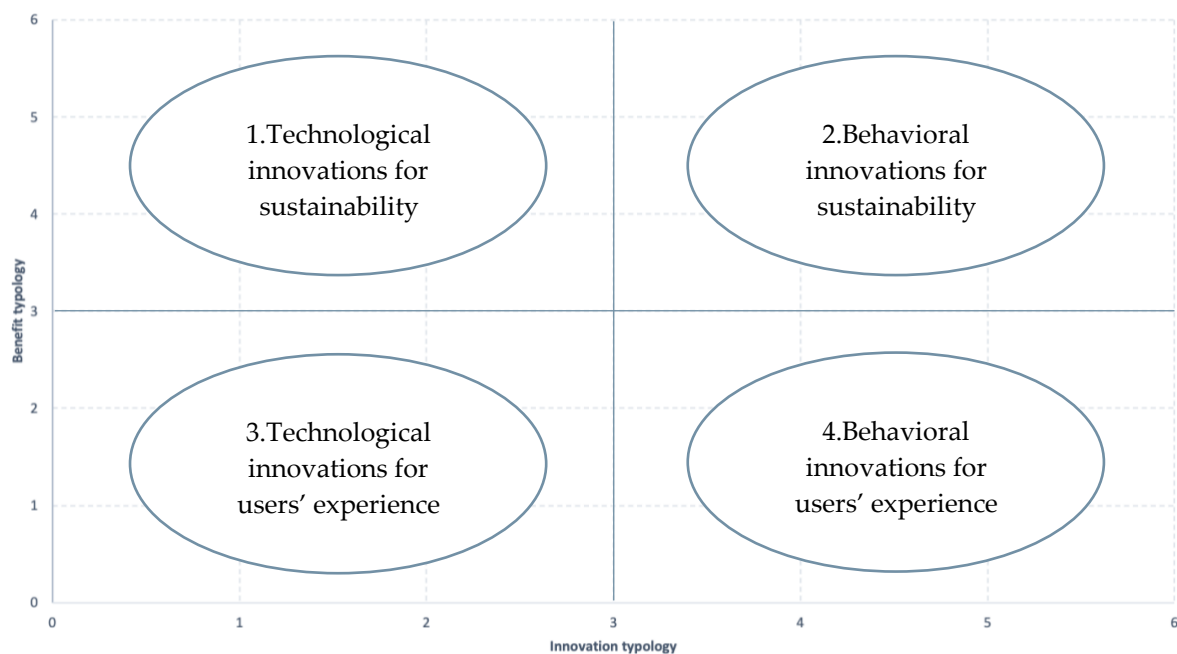 6
5
4
3
2
1
0
Benefit typology
1.Technological
innovations for
sustainability
2.Behavioral
innovations for
sustainability
3.Technological
innovations for
users’ experience
4.Behavioral
innovations for
users’ experience
0 1 2 3 4 5 6
Innovation typology